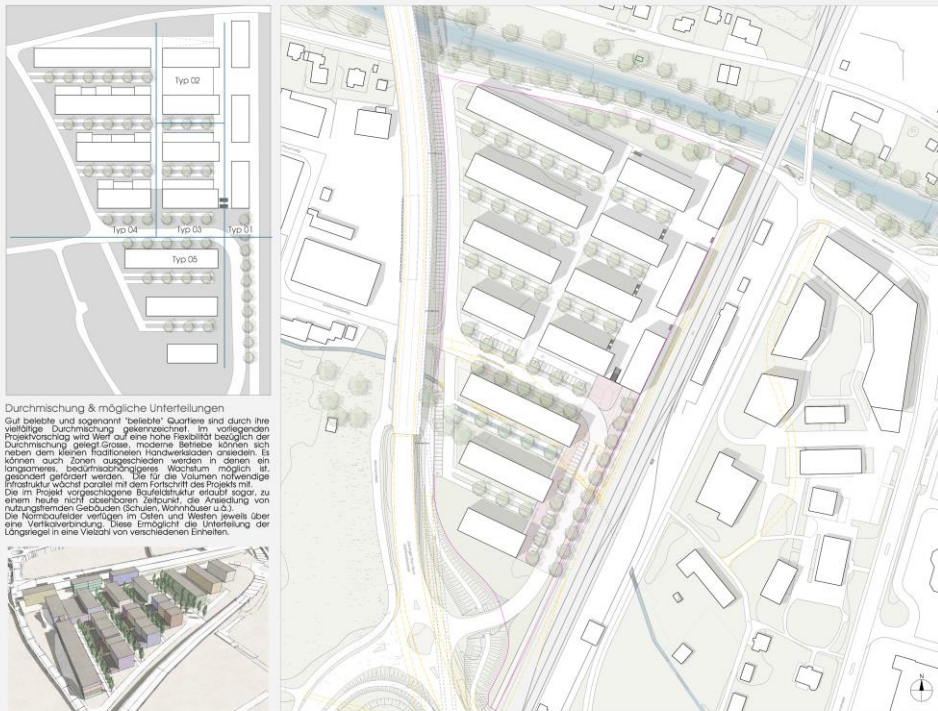 Typ 02
Typ 04
Typ 03
Typ 01
Typ 05
Durchmischung & mögliche Unterteilungen
Gut belebte und sogenannt 'beliebte' Quartiere sind durch ihre
vielfältige Durchmischung gekennzeichnet. Im vorliegenden
Projektvorschlag wird Wert auf eine hohe Flexibilität bezüglich der
Durchmischung gelegt.Grosse, moderne Betriebe können sich
neben dem kleinen traditionellen Handwerksladen ansiedeln. Es
können auch Zonen ausgeschieden werden in denen ein
langsameres, bedürfnisabhängigeres Wachstum möglich ist,
gesondert gefördert werden. Die für die Volumen notwendige
Infrastruktur wächst parallel mit dem Fortschritt des Projekts mit.
Die im Projekt vorgeschlagene Baufeldstruktur erlaubt sogar, zu
einem heute nicht absehbaren Zeitpunkt, die Ansiedlung von
nutzungsfremden Gebäuden (Schulen, Wohnhäuser u.ä.).
Die Normbaufelder verfügen im Osten und Westen jeweils über
eine Vertikalverbindung. Diese Ermöglicht die Unterteilung der
Längsriegel in eine Vielzahl von verschiedenen Einheiten.
N